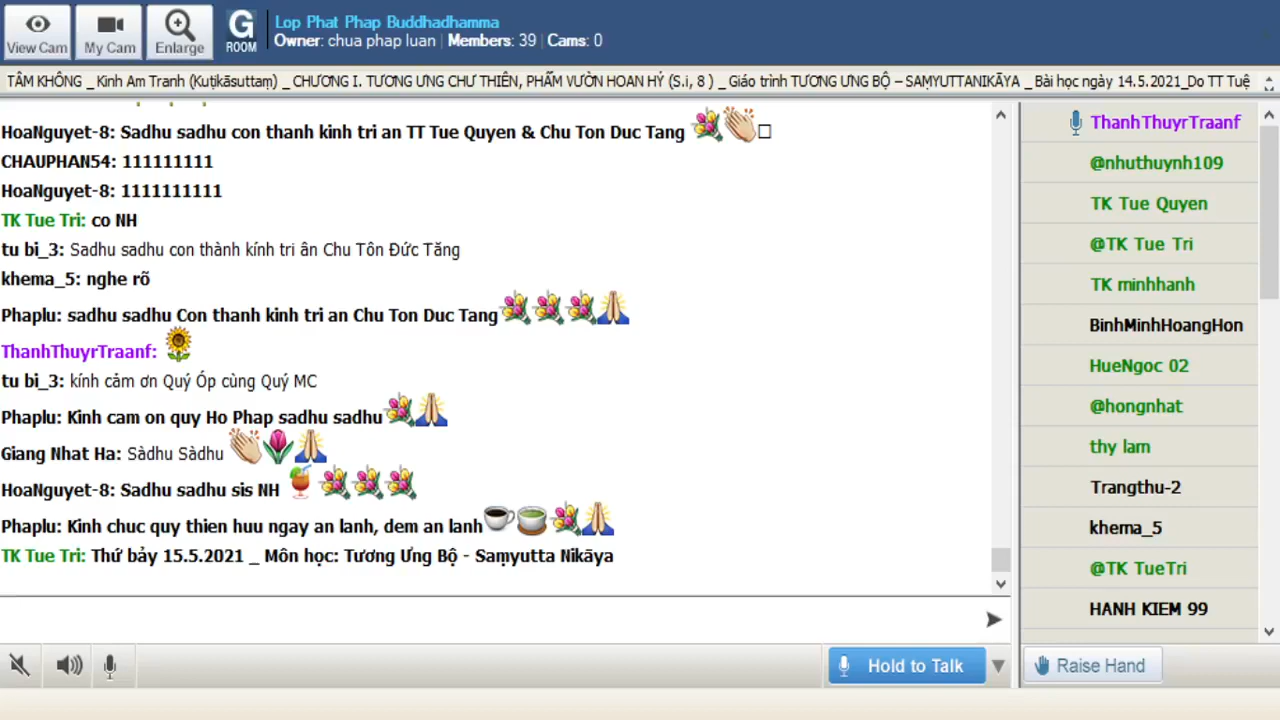 View Cam
My Cam
Enlarge
G
ROOM
Lop Phat Phap Buddhadhamma
Owner: chua phap luan | Members: 39 | Cams: 0
TÂM KHÔNG _ Kinh Am Tranh (Kuṭikāsuttaṃ) _ CHƯƠNG I. TƯƠNG ƯNG CHƯ THIÊN, PHẨM VƯỜN HOAN HỶ (S.i, 8 ) _ Giáo trình TƯƠNG ƯNG BỘ – SAṂYUTTANIKĀYA _ Bài học ngày 14.5.2021_Do TT Tuệ
HoaNguyet-8: Sadhu sadhu con thanh kinh tri an TT Tue Quyen & Chu Ton Duc Tang
CHAUPHAN54: 111111111
HoaNguyet-8: 1111111111
TK Tue Tri: co NH
tu bi_3: Sadhu sadhu con thành kính tri ân Chu Tôn Đức Tăng
khema_5: nghe rõ
Phaplu: sadhu sadhu Con thanh kinh tri an Chu Ton Duc Tang
ThanhThuyrTraanf:
tu bi_3: kính cảm ơn Quý Óp cùng Quý MC
Phaplu: Kinh cam on quy Ho Phap sadhu sadhu
Giang Nhat Ha: Sàdhu Sàdhu
HoaNguyet-8: Sadhu sadhu sis NH
Phaplu: Kinh chuc quy thien huu ngay an lanh, dem an lanh
TK Tue Tri: Thứ bảy 15.5.2021 _ Môn học: Tương Ưng Bộ - Saṃyutta Nikāya
ThanhThuyrTraanf
@nhuthuynh109
TK Tue Quyen
@TK Tue Tri
TK minhhanh
BinhMinhHoangHon
HueNgoc 02
@hongnhat
thy lam
Trangthu-2
khema_5
@TK TueTri
HANH KIEM 99
Hold to Talk
Raise Hand